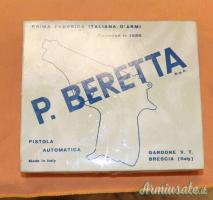 PRIMA FABBRICA ITALIANA D'ARMI
P. BERETTA S.p.A.
PISTOLA
AUTOMATICA
Made in Italy
GARDONE V. T.
BRESCIA (Italy)
Armiusate.it